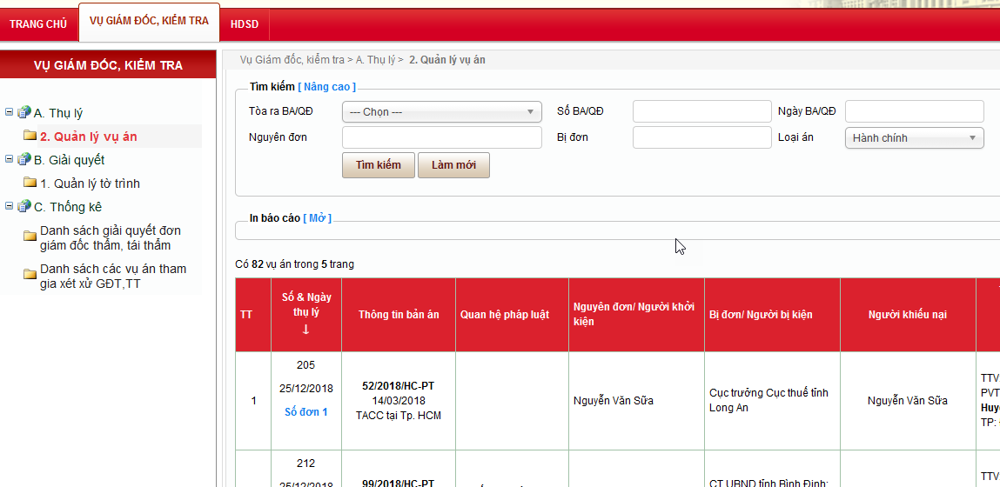 TRANG CHỦ
VỤ GIÁM ĐỐC, KIỂM TRA
HDSD
VỤ GIÁM ĐỐC, KIỂM TRA
A. Thụ lý
2. Quản lý vụ án
B. Giải quyết
1. Quản lý tờ trình
C. Thống kê
Danh sách giải quyết đơn
giám đốc thẩm, tái thẩm
Danh sách các vụ án tham
gia xét xử GĐT,TT
Vụ Giám đốc, kiểm tra > A. Thụ lý > 2. Quản lý vụ án
Tìm kiếm [ Nâng cao ]
Tòa ra BA/QĐ
--- Chọn ---
Số BA/QĐ
Ngày BA/QĐ
Nguyên đơn
Bị đơn
Loại án
Hành chính
Tìm kiếm
Làm mới
In báo cáo [ Mở ]
Có 82 vụ án trong 5 trang
TT
Số & Ngày
thụ lý
↓
Thông tin bản án
Quan hệ pháp luật
Nguyên đơn/ Người khởi
kiện
Bị đơn/ Người bị kiện
Người khiếu nại
1
205
25/12/2018
Số đơn 1
52/2018/HC-PT
14/03/2018
TACC tại Tp. HCM
Nguyễn Văn Sữa
Cục trưởng Cục thuế tỉnh
Long An
Nguyễn Văn Sữa
TTV
PVT
Huy
TP:
212
25/12/2018
99/2018/HC-PT
CT UBND tỉnh Bình Định;
TTV